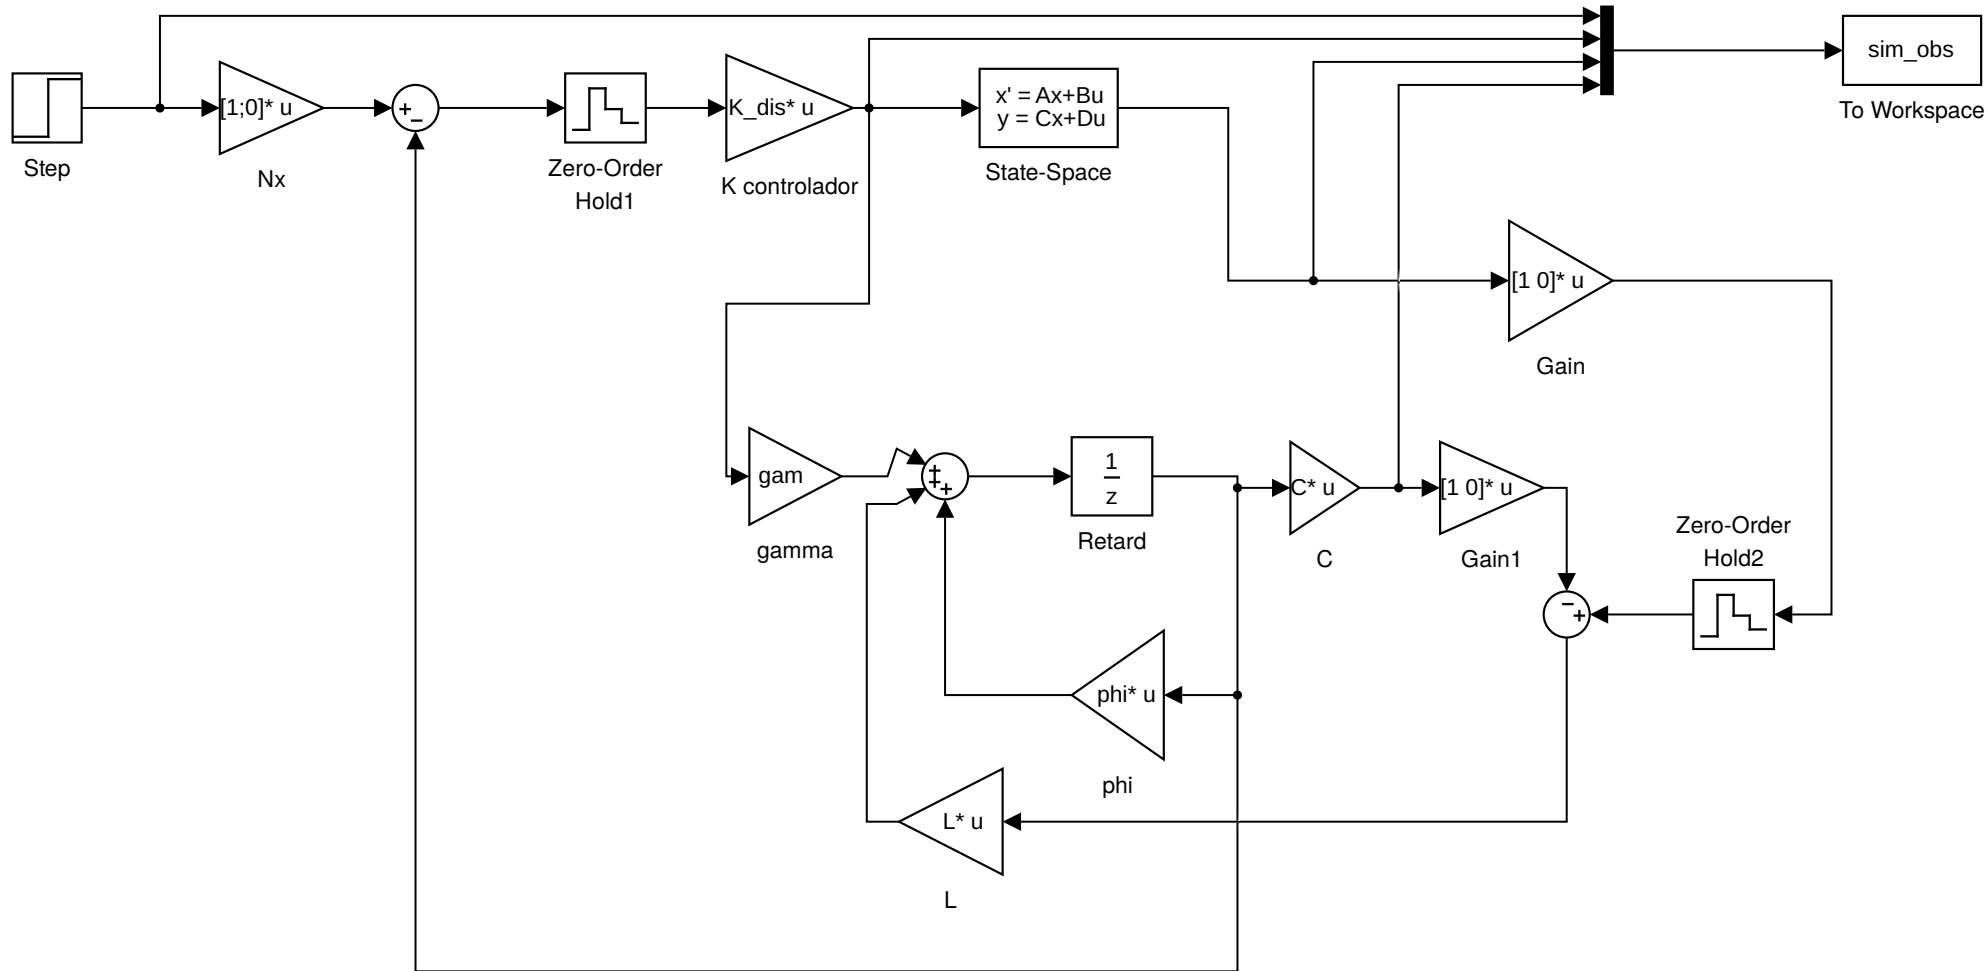 sim_obs
To Workspace
Step
[1;0]* u
Nx
+
−
Zero-Order
Hold1
K_dis* u
K controlador
x' = Ax+Bu
y = Cx+Du
State-Space
[1 0]* u
Gain
gam
gamma
+
+
+
1
z
Retard
C* u
C
[1 0]* u
Gain1
Zero-Order
Hold2
−
+
phi* u
phi
L* u
L